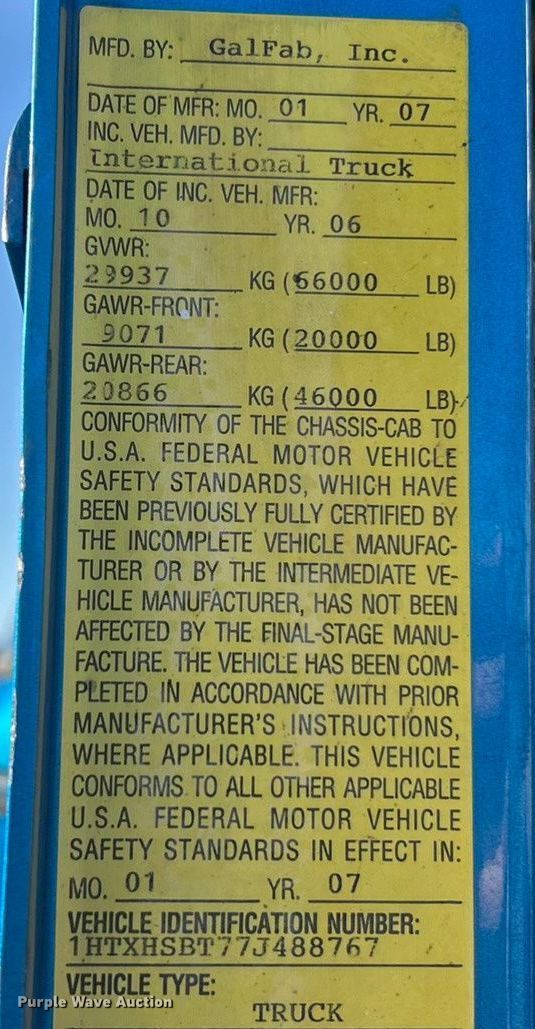 MFD. BY: GalFab, Inc.
DATE OF MFR: MO. 01 YR. 07
INC. VEH. MFD. BY:
International Truck
DATE OF INC. VEH. MFR:
MO. 10 YR. 06
GVWR:
29937 KG (66000 LB)
GAWR-FRONT:
9071 KG (20000 LB)
GAWR-REAR:
20866 KG (46000 LB)
CONFORMITY OF THE CHASSIS-CAB TO
U.S.A. FEDERAL MOTOR VEHICLE
SAFETY STANDARDS, WHICH HAVE
BEEN PREVIOUSLY FULLY CERTIFIED BY
THE INCOMPLETE VEHICLE MANUFAC-
TURER OR BY THE INTERMEDIATE VE-
HICLE MANUFACTURER, HAS NOT BEEN
AFFECTED BY THE FINAL-STAGE MANU-
FACTURE. THE VEHICLE HAS BEEN COM-
PLETED IN ACCORDANCE WITH PRIOR
MANUFACTURER'S INSTRUCTIONS,
WHERE APPLICABLE. THIS VEHICLE
CONFORMS TO ALL OTHER APPLICABLE
U.S.A. FEDERAL MOTOR VEHICLE
SAFETY STANDARDS IN EFFECT IN:
MO. 01 YR. 07
VEHICLE IDENTIFICATION NUMBER:
1HTXHSBT77J488767
VEHICLE TYPE:
TRUCK
Purple Wave Auction